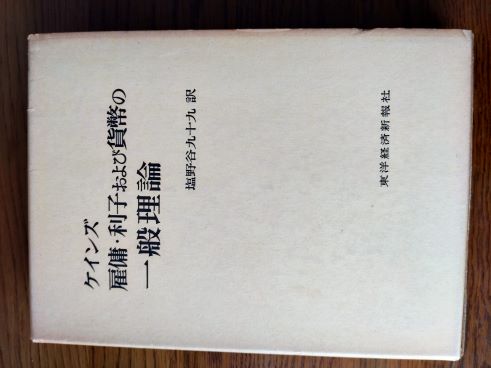 ケインズ
雇傭・利子および貨幣の
一般理論
塩野谷九十九 訳
東洋経済新報社